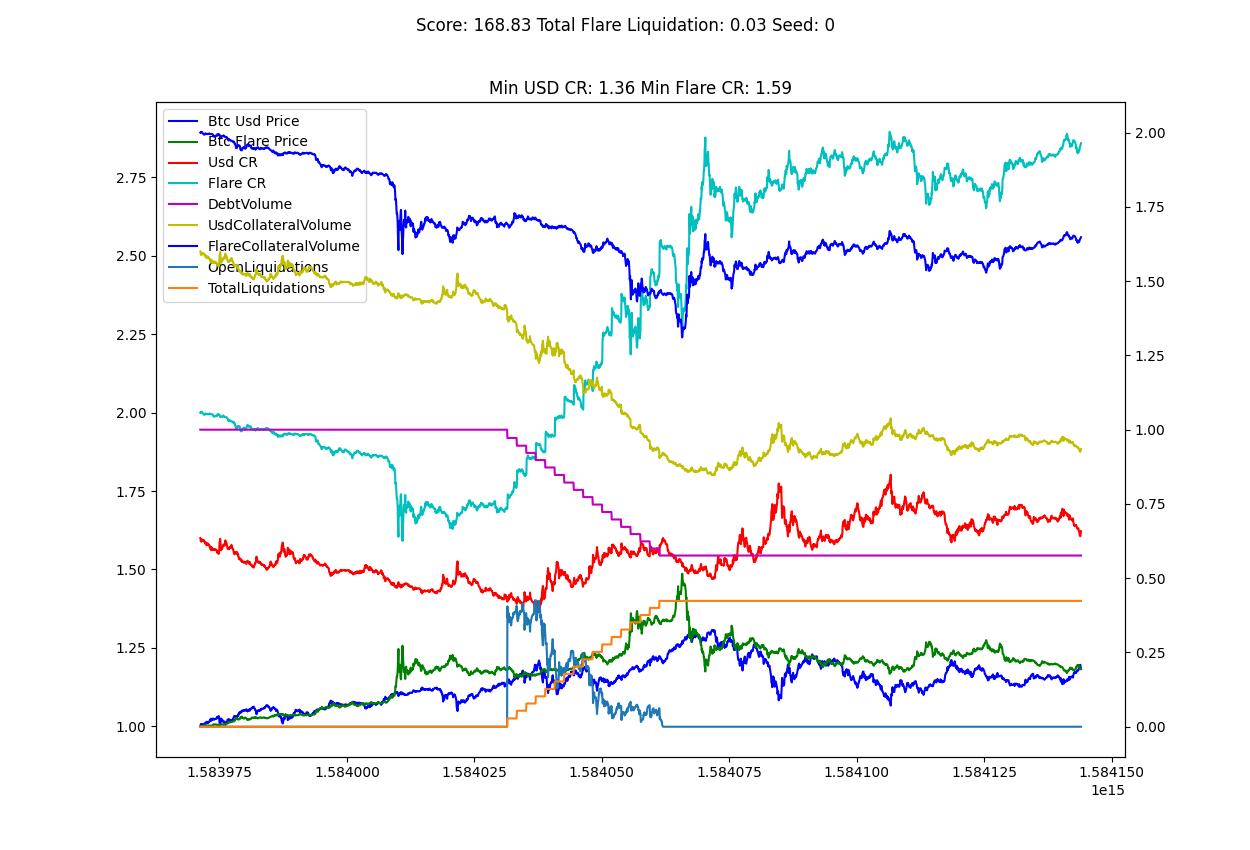 Score: 168.83 Total Flare Liquidation: 0.03 Seed: 0
Min USD CR: 1.36 Min Flare CR: 1.59
Btc Usd Price
Btc Flare Price
Usd CR
Flare CR
DebtVolume
UsdCollateralVolume
FlareCollateralVolume
OpenLiquidations
TotalLiquidations
2.75
2.50
2.25
2.00
1.75
1.50
1.25
1.00
2.00
1.75
1.50
1.25
1.00
0.75
0.50
0.25
0.00
1.583975 1.584000 1.584025 1.584050 1.584075 1.584100 1.584125 1.584150
1e15